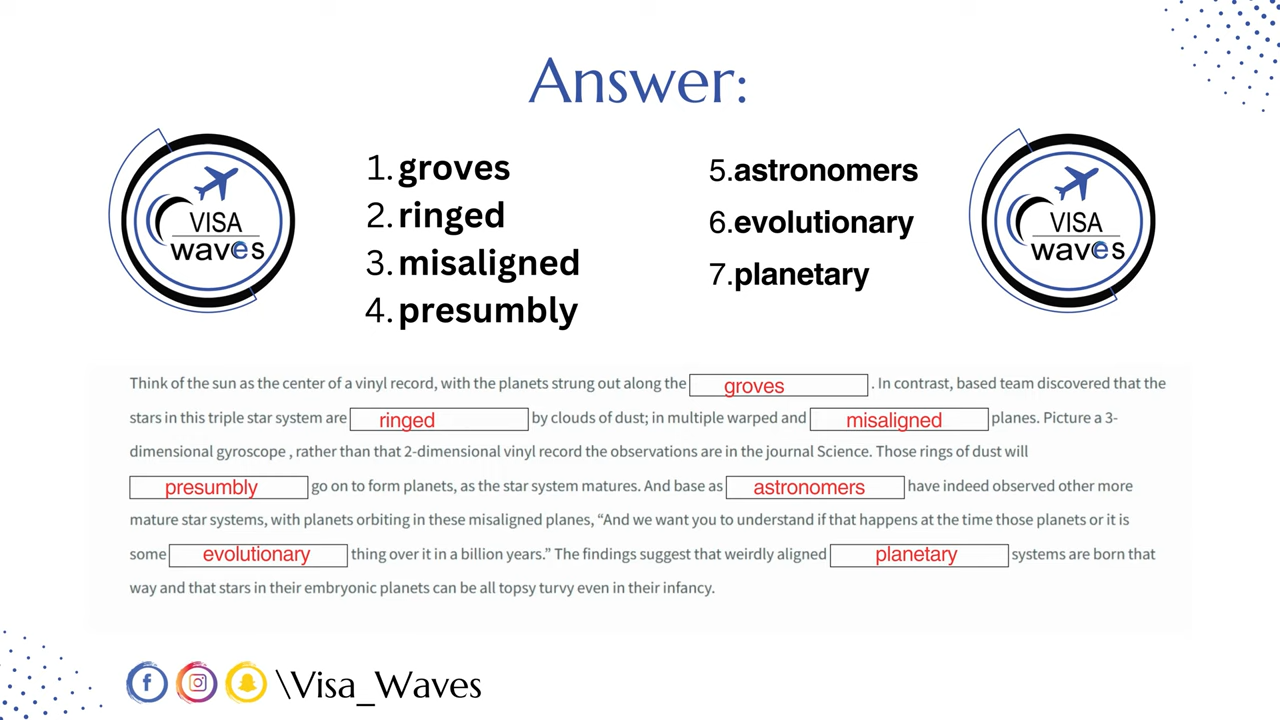 Answer:
VISA
waves
1. groves
2. ringed
3. misaligned
4. presumbly
5.astronomers
6.evolutionary
7.planetary
VISA
waves
Think of the sun as the center of a vinyl record, with the planets strung out along the groves . In contrast, based team discovered that the
stars in this triple star system are ringed by clouds of dust; in multiple warped and misaligned planes. Picture a 3-
dimensional gyroscope , rather than that 2-dimensional vinyl record the observations are in the journal Science. Those rings of dust will
presumbly go on to form planets, as the star system matures. And base as astronomers have indeed observed other more
mature star systems, with planets orbiting in these misaligned planes, “And we want you to understand if that happens at the time those planets or it is
some evolutionary thing over it in a billion years.” The findings suggest that weirdly aligned planetary systems are born that
way and that stars in their embryonic planets can be all topsy turvy even in their infancy.
\Visa_Waves